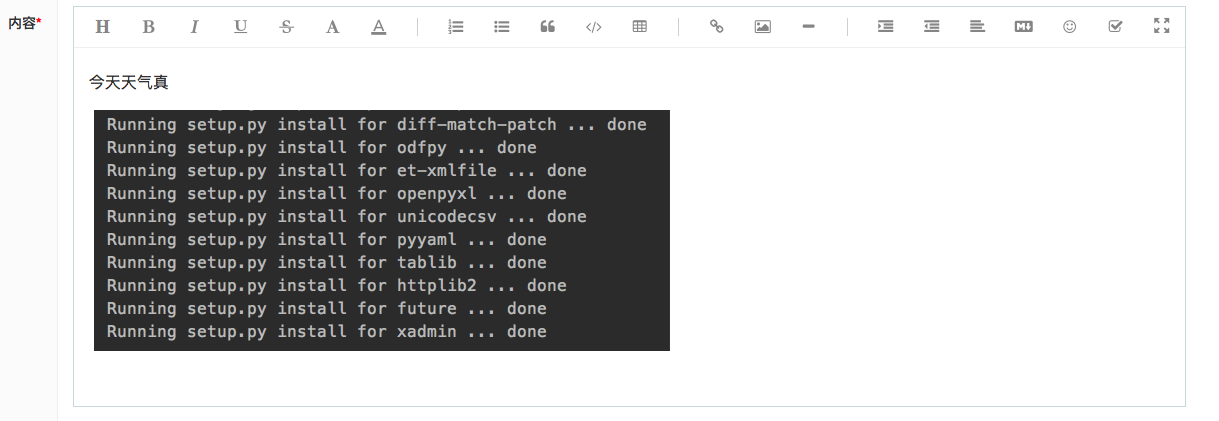 内容*
H B I U S A A
今天天气真
Running setup.py install for diff-match-patch ... done
Running setup.py install for odfpy ... done
Running setup.py install for et-xmlfile ... done
Running setup.py install for openpyxl ... done
Running setup.py install for unicodecsv ... done
Running setup.py install for pyyaml ... done
Running setup.py install for tablib ... done
Running setup.py install for httplib2 ... done
Running setup.py install for future ... done
Running setup.py install for xadmin ... done